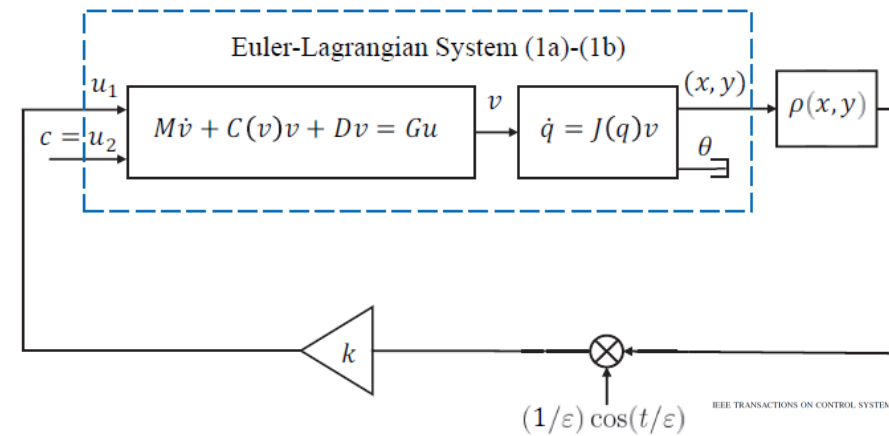 Euler-Lagrangian System (1a)-(1b)
u₁
c = u₂
Mv̇ + C(v)v + Dv = Gu
v
q̇ = J(q)v
(x, y)
θ
ρ(x, y)
k
(1/ε) cos(t/ε)
IEEE TRANSACTIONS ON CONTROL SYSTEM